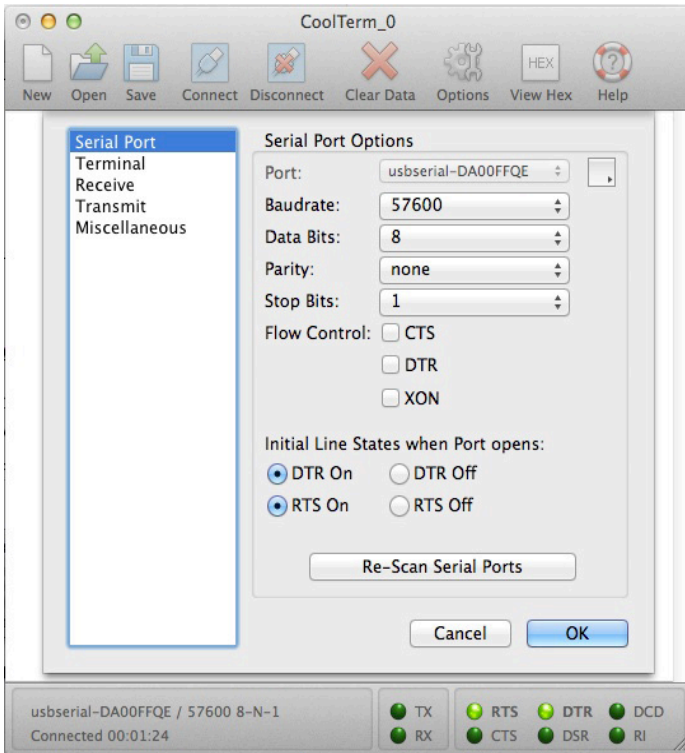 CoolTerm_0
New Open Save Connect Disconnect Clear Data Options View Hex Help
HEX
Serial Port
Terminal
Receive
Transmit
Miscellaneous
Serial Port Options
Port: usbserial-DA00FFQE
Baudrate: 57600
Data Bits: 8
Parity: none
Stop Bits: 1
Flow Control: CTS
DTR
XON
Initial Line States when Port opens:
DTR On DTR Off
RTS On RTS Off
Re-Scan Serial Ports
Cancel OK
usbserial-DA00FFQE / 57600 8-N-1
Connected 00:01:24
TX RTS DTR DCD
RX CTS DSR RI